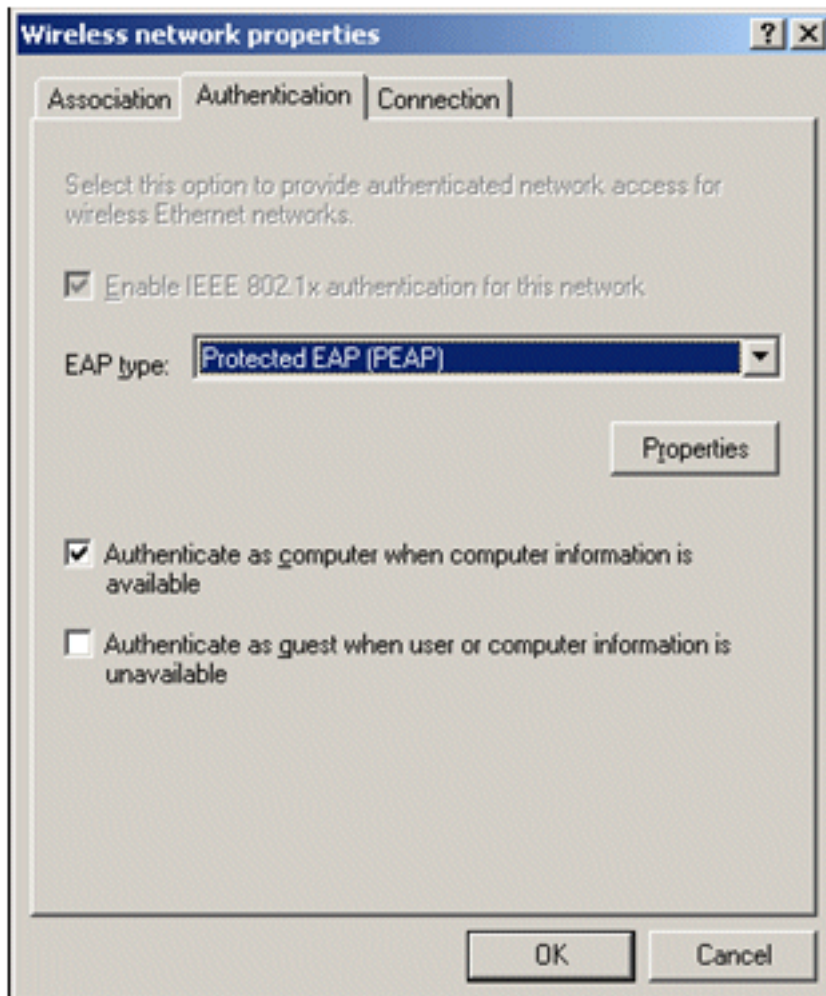 Wireless network properties
Association Authentication Connection
Select this option to provide authenticated network access for
wireless Ethernet networks.
Enable IEEE 802.1x authentication for this network
EAP type: Protected EAP (PEAP)
Properties
Authenticate as computer when computer information is
available
Authenticate as guest when user or computer information is
unavailable
OK Cancel